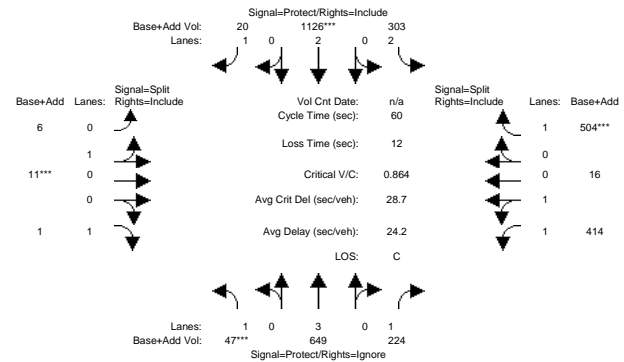 Signal=Protect/Rights=Include
Base+Add Vol: 20 1126*** 303
Lanes: 1 0 2 0 2
Signal=Split
Rights=Include
Base+Add Lanes:
6 0
1
11*** 0
0
1 1
Vol Cnt Date: n/a
Cycle Time (sec): 60
Loss Time (sec): 12
Critical V/C: 0.864
Avg Crit Del (sec/veh): 28.7
Avg Delay (sec/veh): 24.2
LOS: C
Signal=Split
Rights=Include
Lanes: Base+Add
1 504***
0
0 16
1
1 414
Lanes: 1 0 3 0 1
Base+Add Vol: 47*** 649 224
Signal=Protect/Rights=Ignore